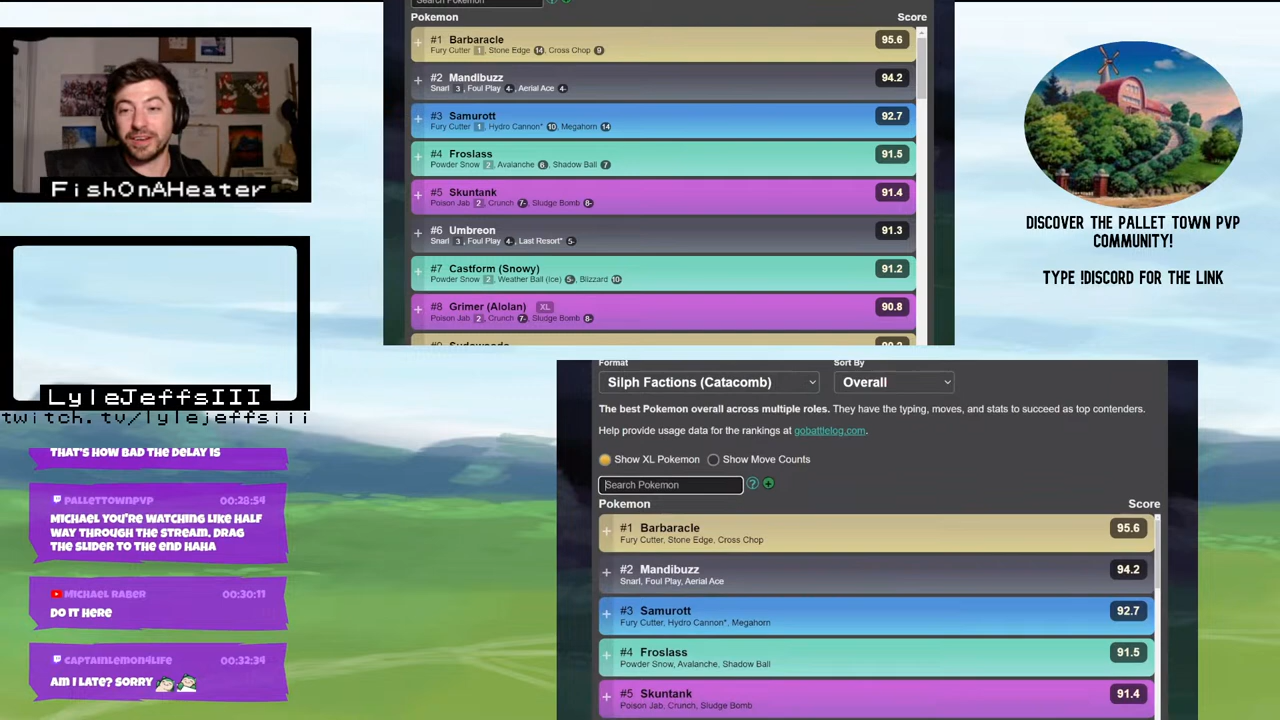 FishOnAHeater
LyleJeffsIII
twitch.tv/lylejeffsiii
THAT'S HOW BAD THE DELAY IS
PALLETTOWNPVP 00:28:54
MICHAEL YOU'RE WATCHING LIKE HALF
WAY THROUGH THE STREAM. DRAG
THE SLIDER TO THE END HAHA
MICHAEL RABER 00:30:11
DO IT HERE
CAPTAINLEMON4LIFE 00:32:34
AM I LATE? SORRY
Search Pokemon
Pokemon Score
#1 Barbaracle 95.6
Fury Cutter 1, Stone Edge 14, Cross Chop 9
#2 Mandibuzz 94.2
Snarl 3, Foul Play 4-, Aerial Ace 4-
#3 Samurott 92.7
Fury Cutter 1, Hydro Cannon* 10, Megahorn 14
#4 Froslass 91.5
Powder Snow 2, Avalanche 6, Shadow Ball 7
#5 Skuntank 91.4
Poison Jab 2, Crunch 7-, Sludge Bomb 8-
#6 Umbreon 91.3
Snarl 3, Foul Play 4-, Last Resort* 5-
#7 Castform (Snowy) 91.2
Powder Snow 2, Weather Ball (Ice) 5-, Blizzard 10-
#8 Grimer (Alolan) XL 90.8
Poison Jab 2, Crunch 7-, Sludge Bomb 8-
DISCOVER THE PALLET TOWN PVP
COMMUNITY!
TYPE !DISCORD FOR THE LINK
Format Sort By
Silph Factions (Catacomb) Overall
The best Pokemon overall across multiple roles. They have the typing, moves, and stats to succeed as top contenders.
Help provide usage data for the rankings at gobattlelog.com.
Show XL Pokemon Show Move Counts
Search Pokemon ? +
Pokemon Score
#1 Barbaracle 95.6
Fury Cutter, Stone Edge, Cross Chop
#2 Mandibuzz 94.2
Snarl, Foul Play, Aerial Ace
#3 Samurott 92.7
Fury Cutter, Hydro Cannon*, Megahorn
#4 Froslass 91.5
Powder Snow, Avalanche, Shadow Ball
#5 Skuntank 91.4
Poison Jab, Crunch, Sludge Bomb